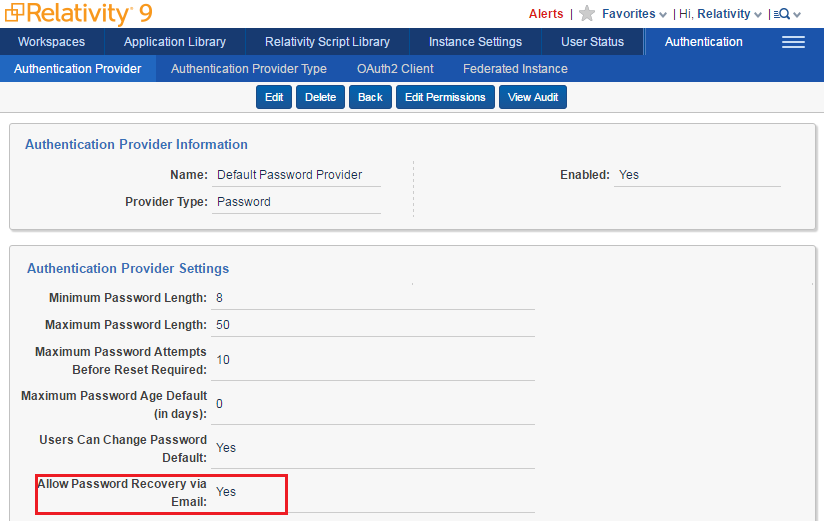 Relativity 9
Alerts | Favorites | Hi, Relativity |
Workspaces Application Library Relativity Script Library Instance Settings User Status Authentication
Authentication Provider Authentication Provider Type OAuth2 Client Federated Instance
Edit Delete Back Edit Permissions View Audit
Authentication Provider Information
Name: Default Password Provider Enabled: Yes
Provider Type: Password
Authentication Provider Settings
Minimum Password Length: 8
Maximum Password Length: 50
Maximum Password Attempts
Before Reset Required: 10
Maximum Password Age Default
(in days): 0
Users Can Change Password
Default: Yes
Allow Password Recovery via
Email: Yes